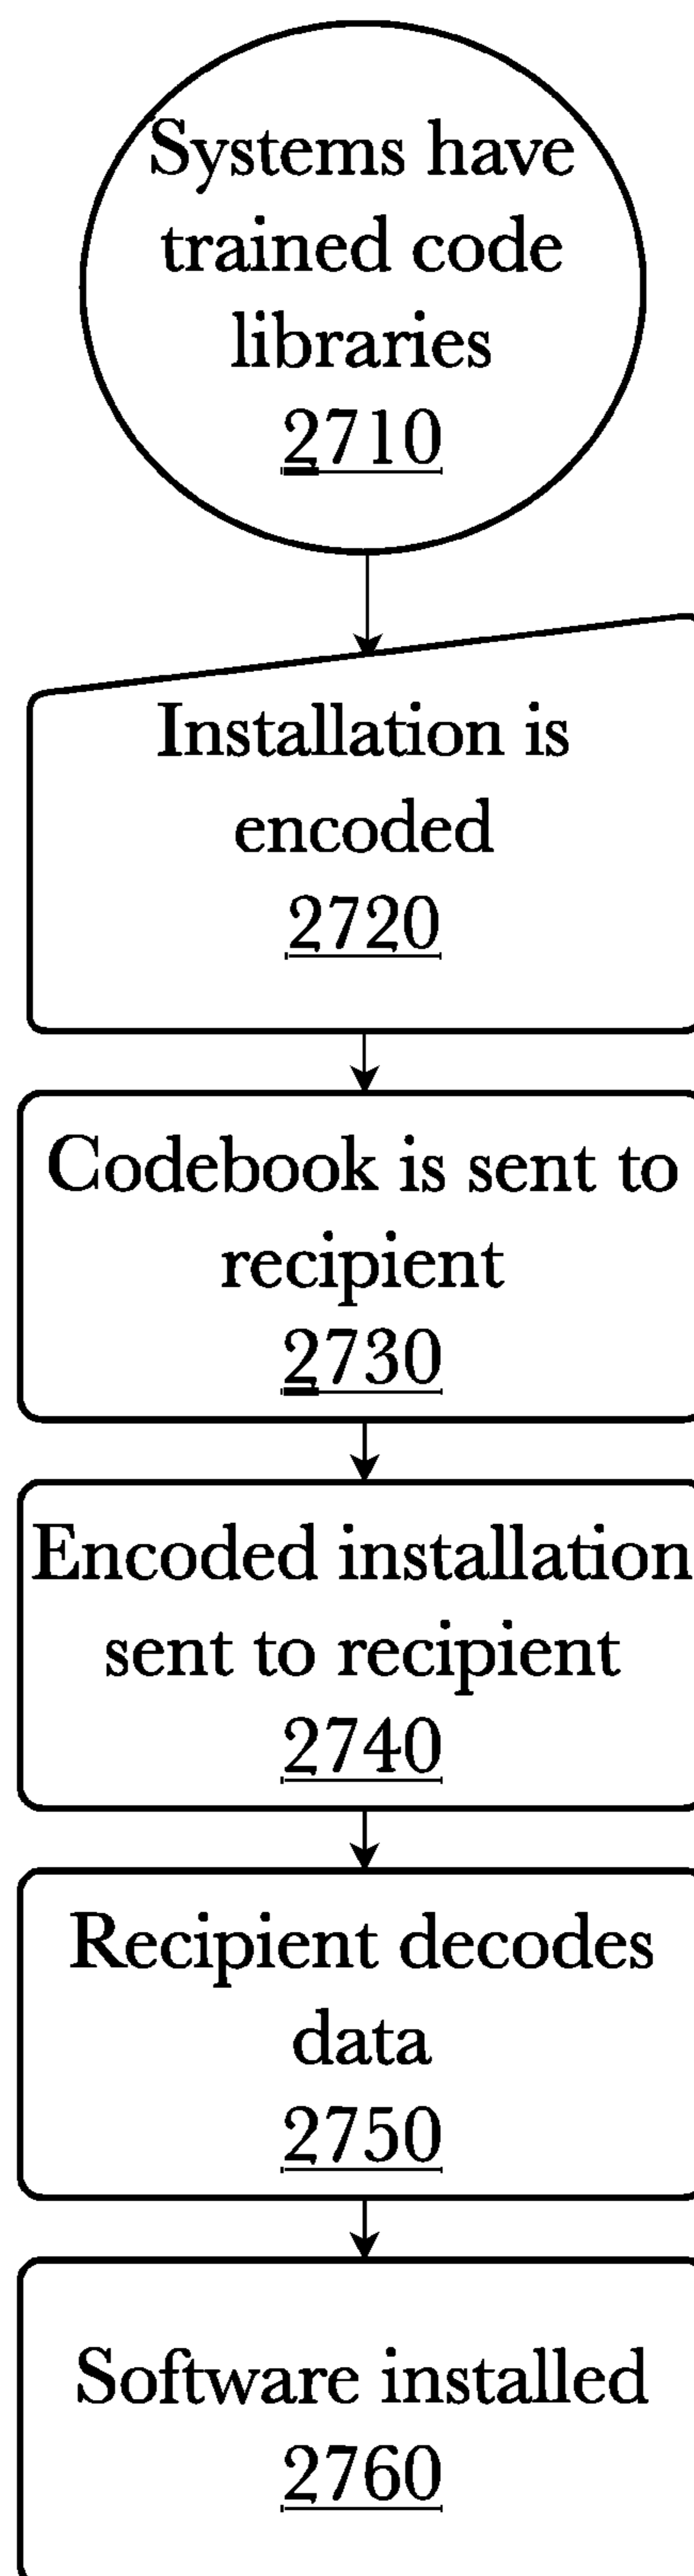 Systems have
trained code
libraries
2710
Installation is
encoded
2720
Codebook is sent to
recipient
2730
Encoded installation
sent to recipient
2740
Recipient decodes
data
2750
Software installed
2760